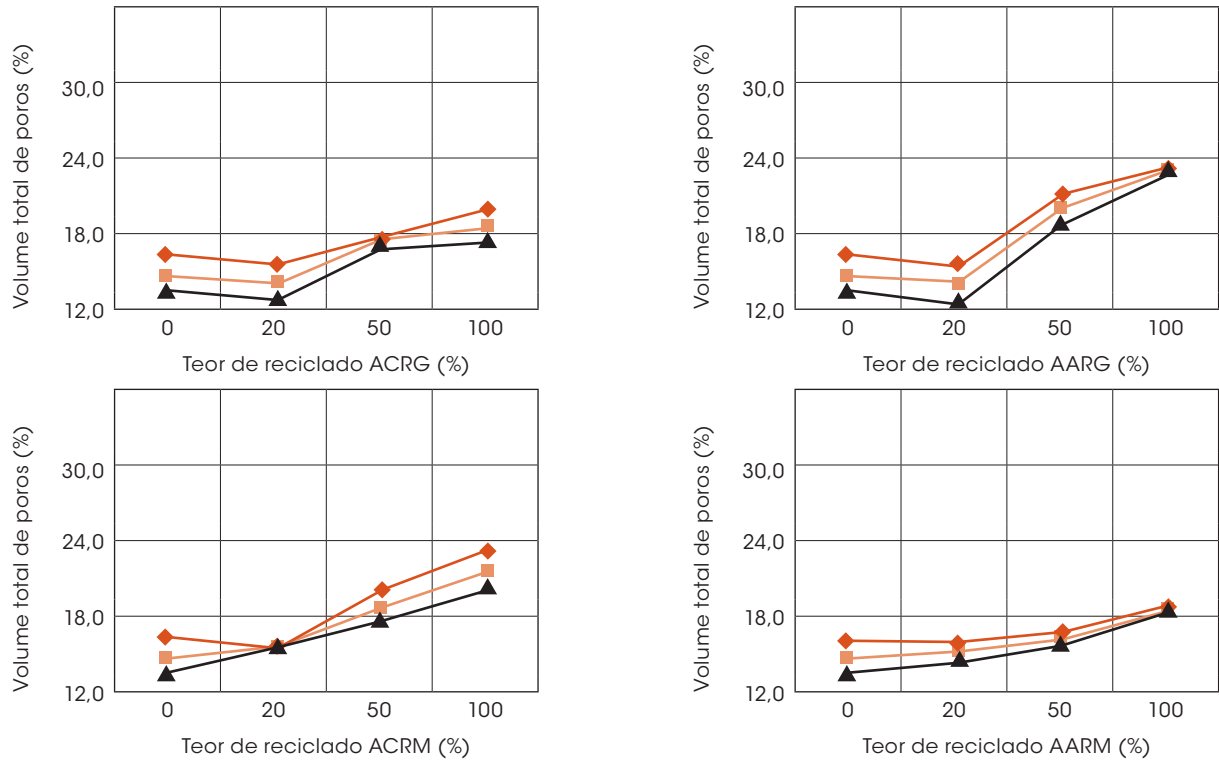 Volume total de poros (%)
30,0
24,0
18,0
12,0
0 20 50 100
Teor de reciclado ACRG (%)
Volume total de poros (%)
30,0
24,0
18,0
12,0
0 20 50 100
Teor de reciclado AARG (%)
Volume total de poros (%)
30,0
24,0
18,0
12,0
0 20 50 100
Teor de reciclado ACRM (%)
Volume total de poros (%)
30,0
24,0
18,0
12,0
0 20 50 100
Teor de reciclado AARM (%)